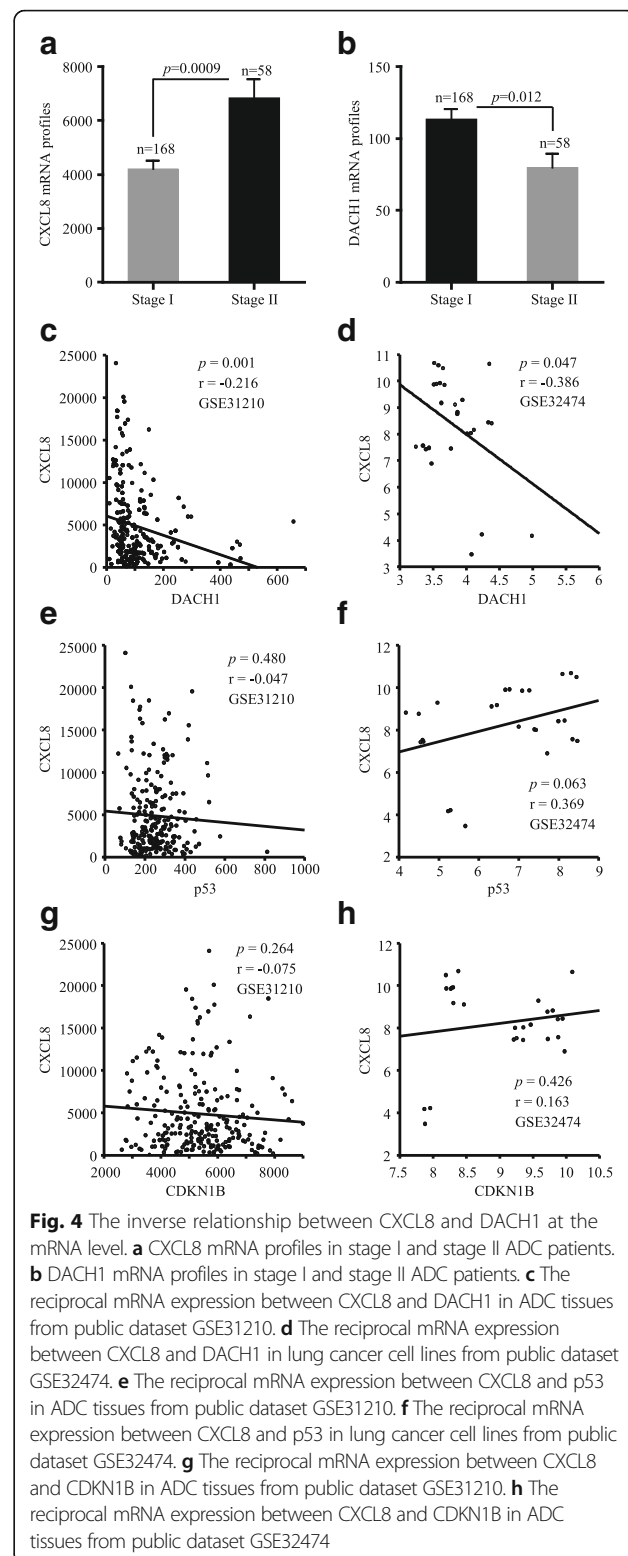 a
b
8000
6000
4000
2000
0
CXCL8 mRNA profiles
p=0.0009
n=168
n=58
Stage I
Stage II
150
100
50
0
DACH1 mRNA profiles
n=168
p=0.012
n=58
Stage I
Stage II
c
d
25000
20000
15000
10000
5000
0
CXCL8
p = 0.001
r = -0.216
GSE31210
0 200 400 600
DACH1
11
10
9
8
7
6
5
4
3
CXCL8
p = 0.047
r = -0.386
GSE32474
3 3.5 4 4.5 5 5.5 6
DACH1
e
f
25000
20000
15000
10000
5000
0
CXCL8
p = 0.480
r = -0.047
GSE31210
0 200 400 600 800 1000
p53
12
10
8
6
4
2
CXCL8
p = 0.063
r = 0.369
GSE32474
4 5 6 7 8 9
p53
g
h
25000
20000
15000
10000
5000
0
CXCL8
p = 0.264
r = -0.075
GSE31210
2000 4000 6000 8000
CDKN1B
12
10
8
6
4
2
CXCL8
p = 0.426
r = 0.163
GSE32474
7.5 8 8.5 9 9.5 10 10.5
CDKN1B
Fig. 4 The inverse relationship between CXCL8 and DACH1 at the
mRNA level. a CXCL8 mRNA profiles in stage I and stage II ADC patients.
b DACH1 mRNA profiles in stage I and stage II ADC patients. c The
reciprocal mRNA expression between CXCL8 and DACH1 in ADC tissues
from public dataset GSE31210. d The reciprocal mRNA expression
between CXCL8 and DACH1 in lung cancer cell lines from public dataset
GSE32474. e The reciprocal mRNA expression between CXCL8 and p53
in ADC tissues from public dataset GSE31210. f The reciprocal mRNA
expression between CXCL8 and p53 in lung cancer cell lines from public
dataset GSE32474. g The reciprocal mRNA expression between CXCL8
and CDKN1B in ADC tissues from public dataset GSE31210. h The
reciprocal mRNA expression between CXCL8 and CDKN1B in ADC
tissues from public dataset GSE32474